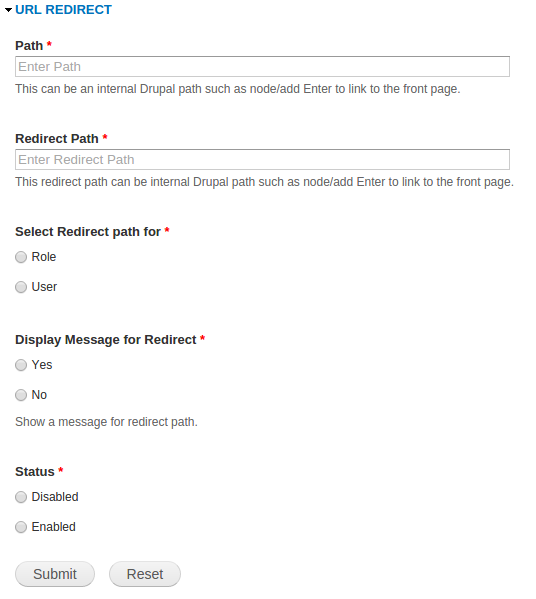 URL REDIRECT
Path *
Enter Path
This can be an internal Drupal path such as node/add Enter to link to the front page.
Redirect Path *
Enter Redirect Path
This redirect path can be internal Drupal path such as node/add Enter to link to the front page.
Select Redirect path for *
Role
User
Display Message for Redirect *
Yes
No
Show a message for redirect path.
Status *
Disabled
Enabled
Submit Reset